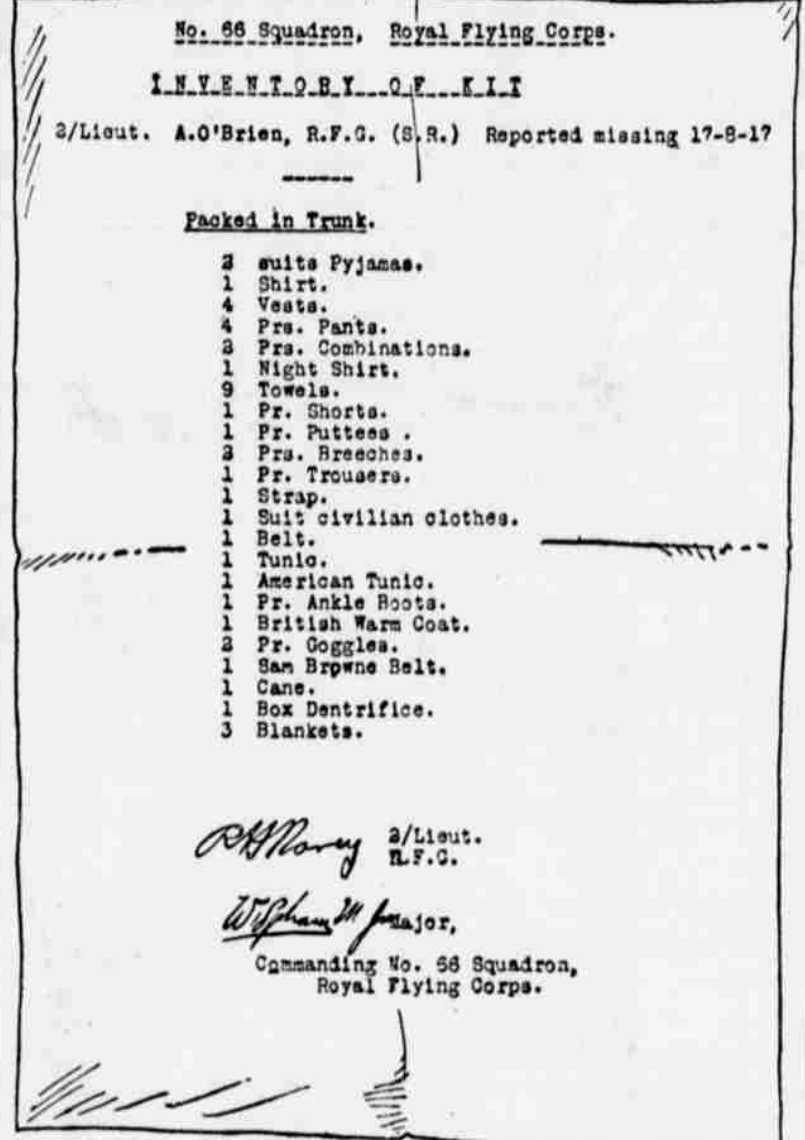 No. 66 Squadron, Royal Flying Corps.
INVENTORY OF KIT
2/Lieut. A.O'Brien, R.F.C. (S.R.) Reported missing 17-8-17
Packed in Trunk.
2 suits Pyjamas.
1 Shirt.
4 Vests.
4 Prs. Pants.
2 Prs. Combinations.
1 Night Shirt.
9 Towels.
1 Pr. Shorts.
1 Pr. Puttees .
2 Prs. Breeches.
1 Pr. Trousers.
1 Strap.
1 Suit civilian clothes.
1 Belt.
1 Tunic.
1 American Tunic.
1 Pr. Ankle Boots.
1 British Warm Coat.
2 Pr. Goggles.
1 Sam Browne Belt.
1 Cane.
1 Box Dentrifice.
3 Blankets.
2/Lieut.
R.F.C.
Major,
Commanding No. 66 Squadron,
Royal Flying Corps.